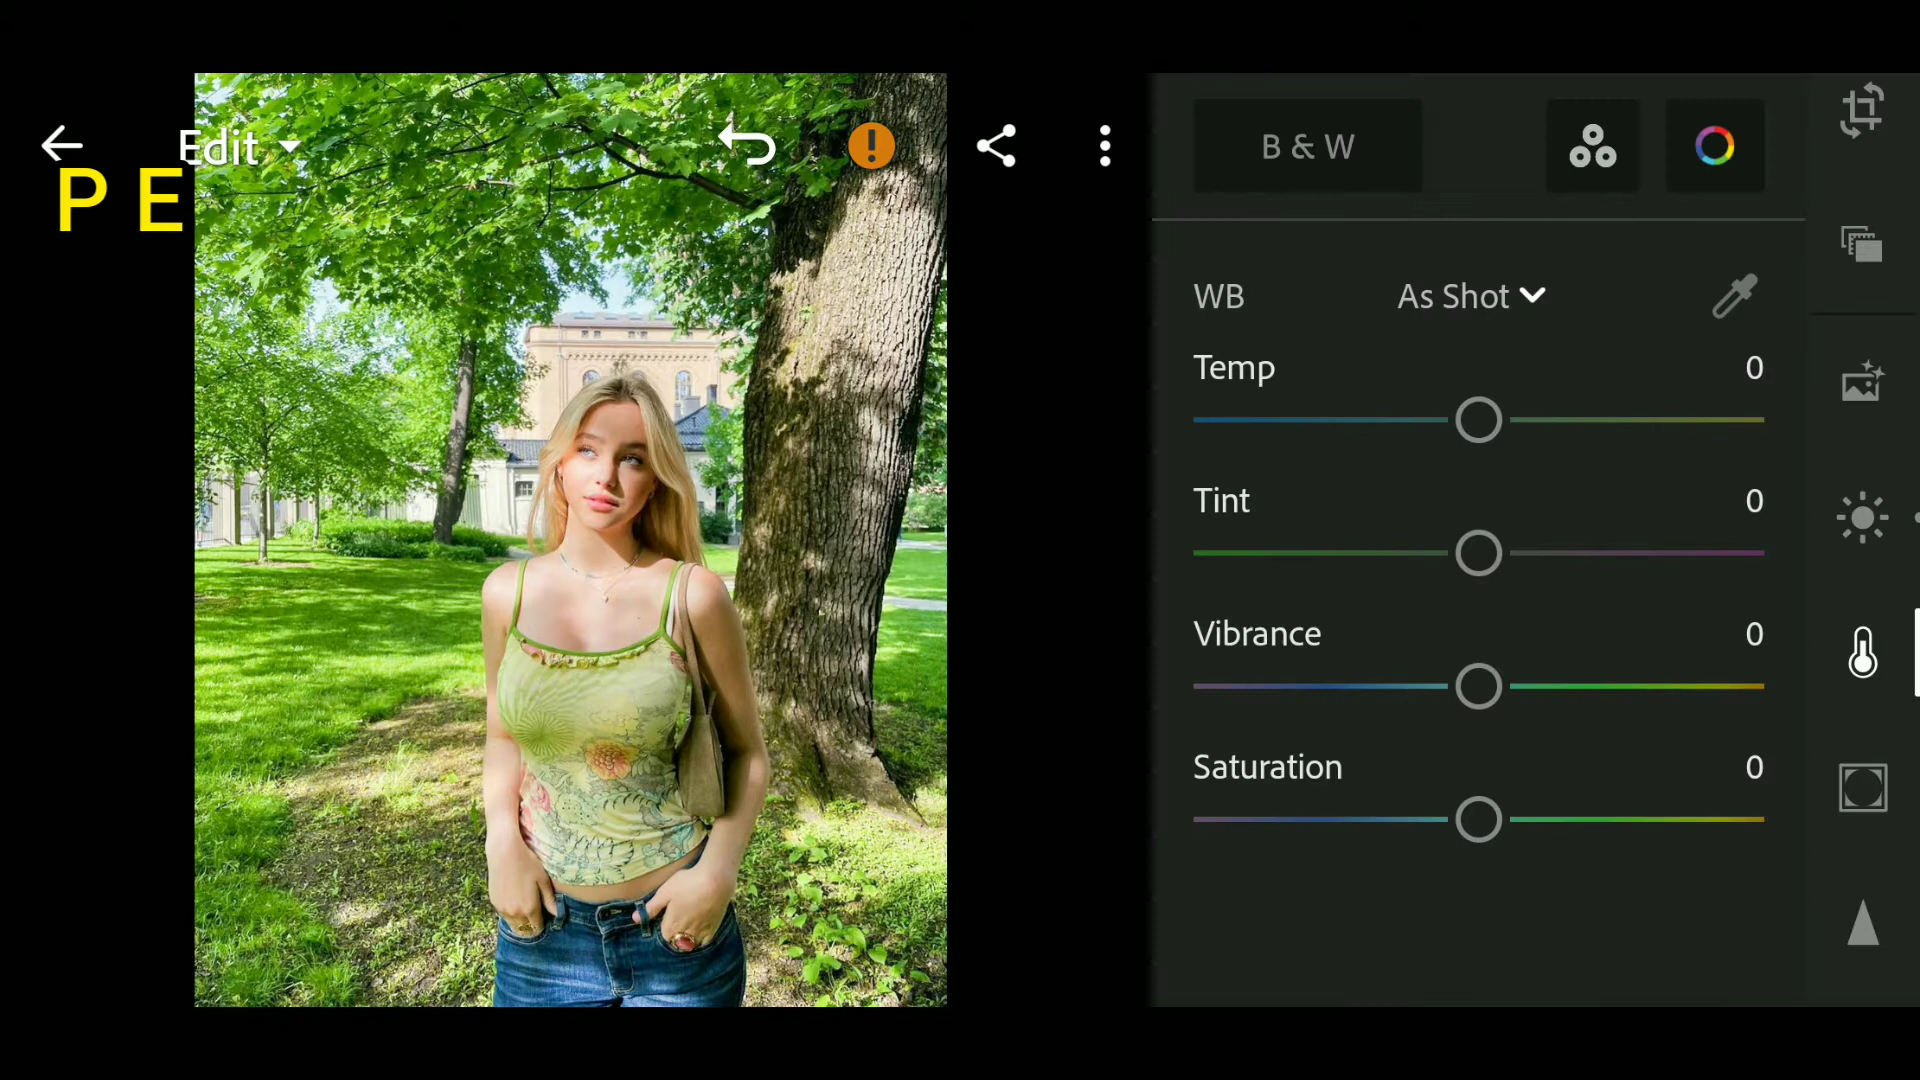 Edit
P E
B & W
WB As Shot
Temp 0
Tint 0
Vibrance 0
Saturation 0